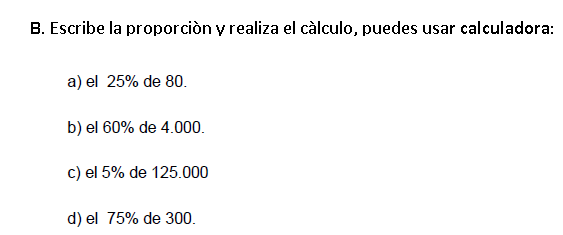 B. Escribe la proporciòn y realiza el càlculo, puedes usar calculadora:
a) el  25% de 80.
b) el 60% de 4.000.
c) el 5% de 125.000
d) el  75% de 300.